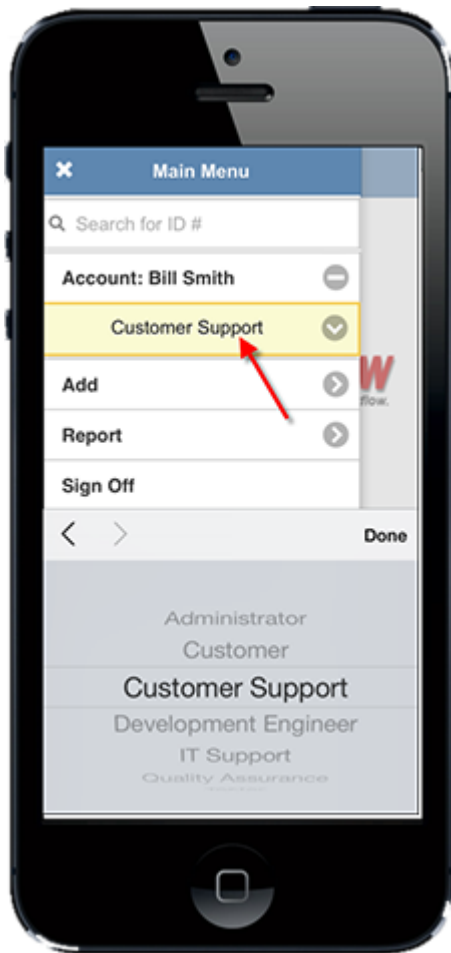 Main Menu
Search for ID #
Account: Bill Smith
Customer Support
Add
W
Report
flow.
Sign Off
Done
Administrator
Customer
Customer Support
Development Engineer
IT Support
Quality Assurance